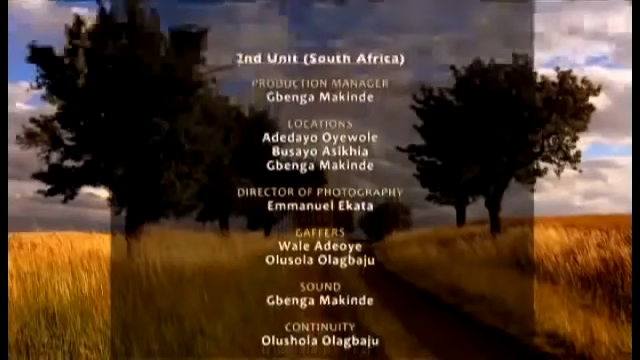 2nd Unit (South Africa)
PRODUCTION MANAGER
Gbenga Makinde
LOCATIONS
Adedayo Oyewole
Busayo Asikhia
Gbenga Makinde
DIRECTOR OF PHOTOGRAPHY
Emmanuel Ekata
GAFFERS
Wale Adeoye
Olusola Olagbaju
SOUND
Gbenga Makinde
CONTINUITY
Olushola Olagbaju